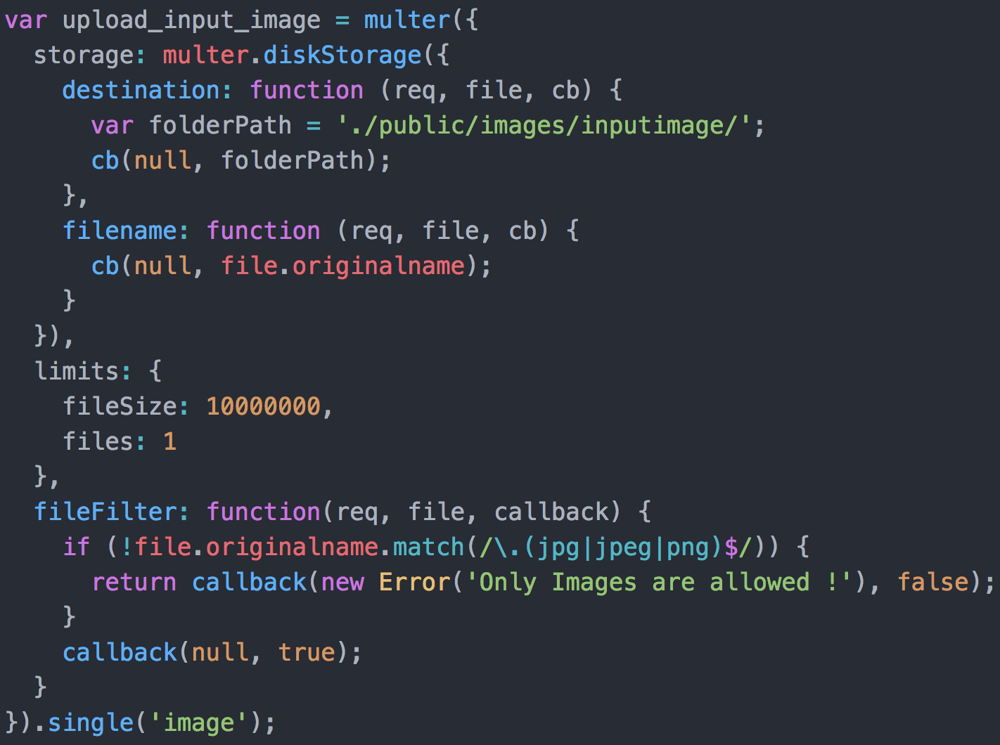 var upload_input_image = multer({
  storage: multer.diskStorage({
    destination: function (req, file, cb) {
      var folderPath = './public/images/inputimage/';
      cb(null, folderPath);
    },
    filename: function (req, file, cb) {
      cb(null, file.originalname);
    }
  }),
  limits: {
    fileSize: 10000000,
    files: 1
  },
  fileFilter: function(req, file, callback) {
    if (!file.originalname.match(/\.(jpg|jpeg|png)$/)) {
      return callback(new Error('Only Images are allowed !'), false);
    }
    callback(null, true);
  }
}).single('image');